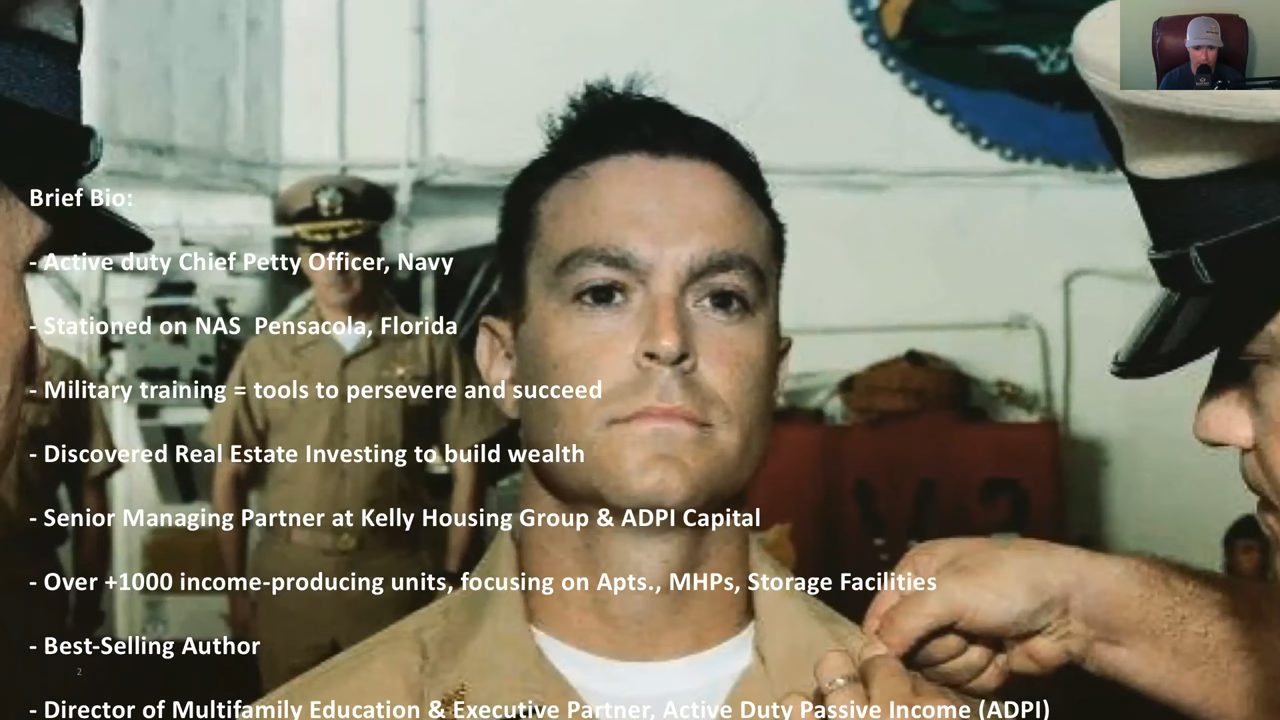 Brief Bio:
- Active duty Chief Petty Officer, Navy
- Stationed on NAS  Pensacola, Florida
- Military training = tools to persevere and succeed
- Discovered Real Estate Investing to build wealth
- Senior Managing Partner at Kelly Housing Group & ADPI Capital
- Over +1000 income-producing units, focusing on Apts., MHPs, Storage Facilities
- Best-Selling Author
2
- Director of Multifamily Education & Executive Partner, Active Duty Passive Income (ADPI)